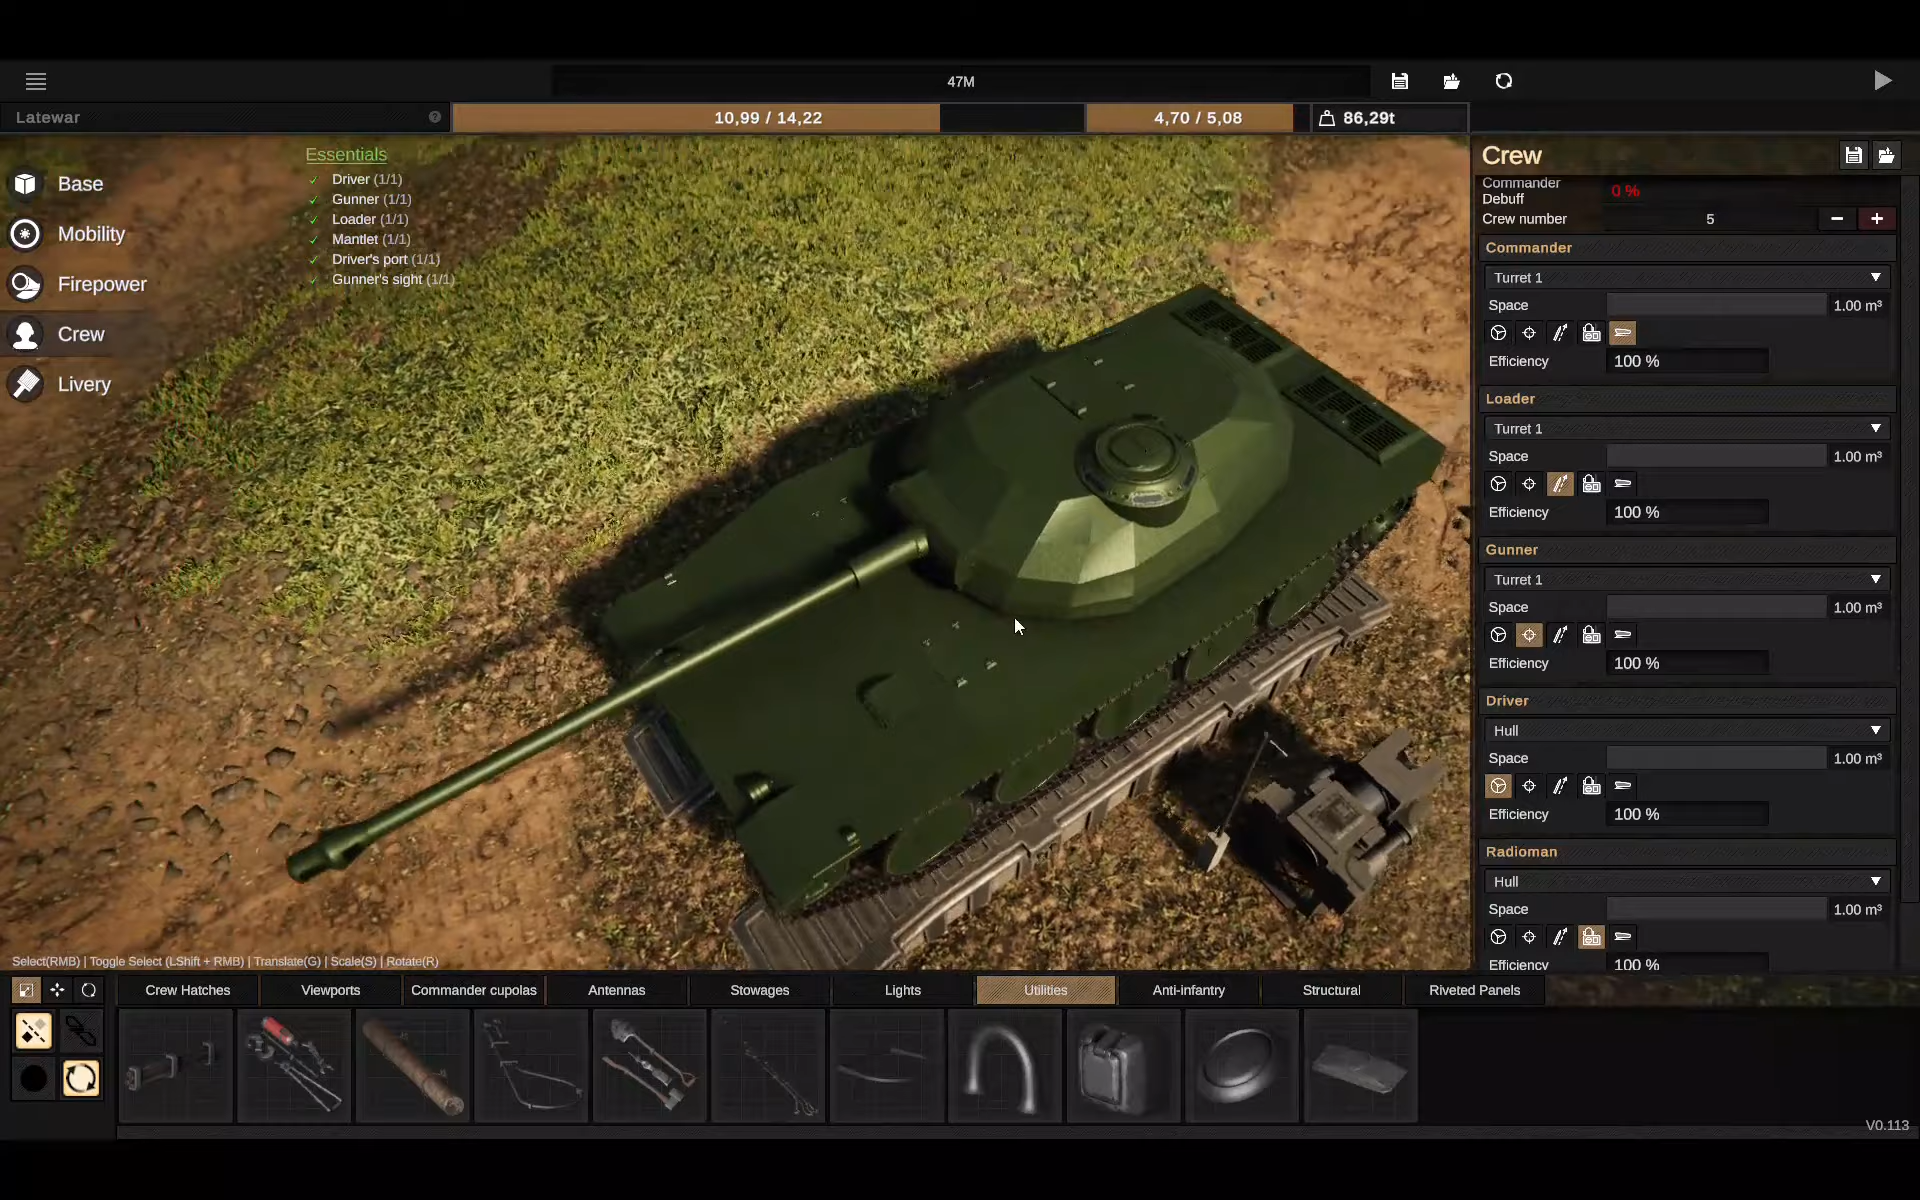 47M
Latewar
?
10,99 / 14,22
4,70 / 5,08
86,29t
Base
Mobility
Firepower
Crew
Livery
Essentials
Driver (1/1)
Gunner (1/1)
Loader (1/1)
Mantlet (1/1)
Driver's port (1/1)
Gunner's sight (1/1)
Crew
Commander
Debuff
0 %
Crew number
5
Commander
Turret 1
Space
1.00 m³
Efficiency
100 %
Loader
Turret 1
Space
1.00 m³
Efficiency
100 %
Gunner
Turret 1
Space
1.00 m³
Efficiency
100 %
Driver
Hull
Space
1.00 m³
Efficiency
100 %
Radioman
Hull
Space
1.00 m³
Efficiency
100 %
Select(RMB) | Toggle Select (LShift + RMB) | Translate(G) | Scale(S) | Rotate(R)
Crew Hatches
Viewports
Commander cupolas
Antennas
Stowages
Lights
Utilities
Anti-infantry
Structural
Riveted Panels
V0.113